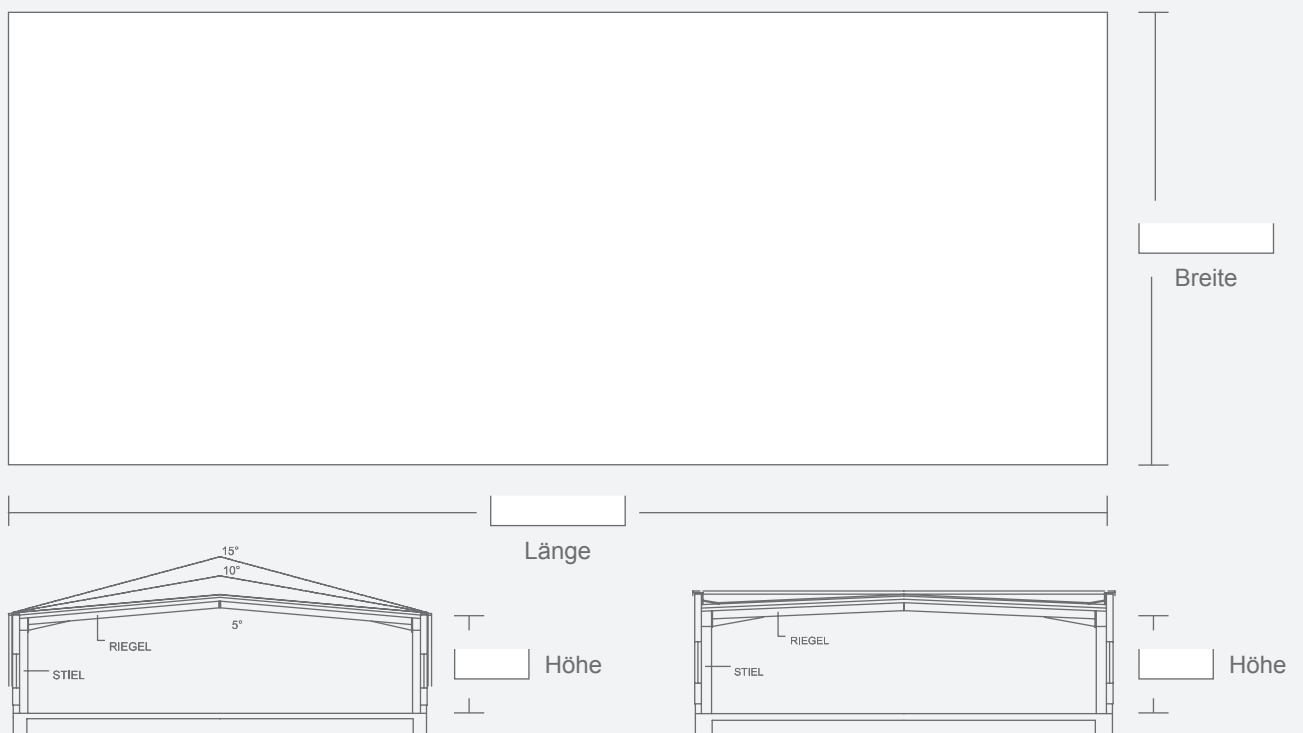 Breite
Länge
15°
10°
5°
RIEGEL
STIEL
Höhe
RIEGEL
STIEL
Höhe